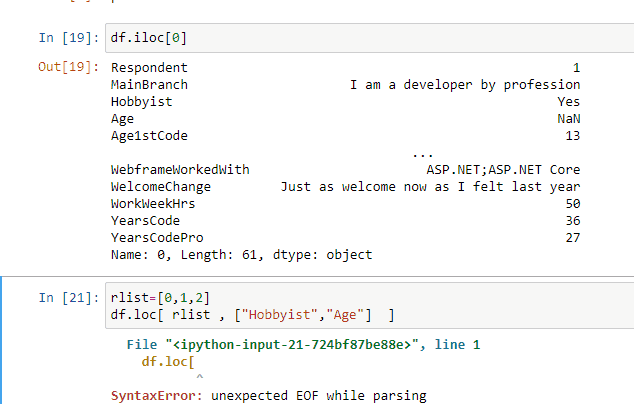 In [19]: df.iloc[0]
Out[19]: Respondent 1
MainBranch I am a developer by profession
Hobbyist Yes
Age NaN
Age1stCode 13
...
WebframeWorkedWith ASP.NET;ASP.NET Core
WelcomeChange Just as welcome now as I felt last year
WorkWeekHrs 50
YearsCode 36
YearsCodePro 27
Name: 0, Length: 61, dtype: object
In [21]: rlist=[0,1,2]
df.loc[ rlist , ["Hobbyist","Age"] ]
File "<ipython-input-21-724bf87be88e>", line 1
df.loc[
^
SyntaxError: unexpected EOF while parsing